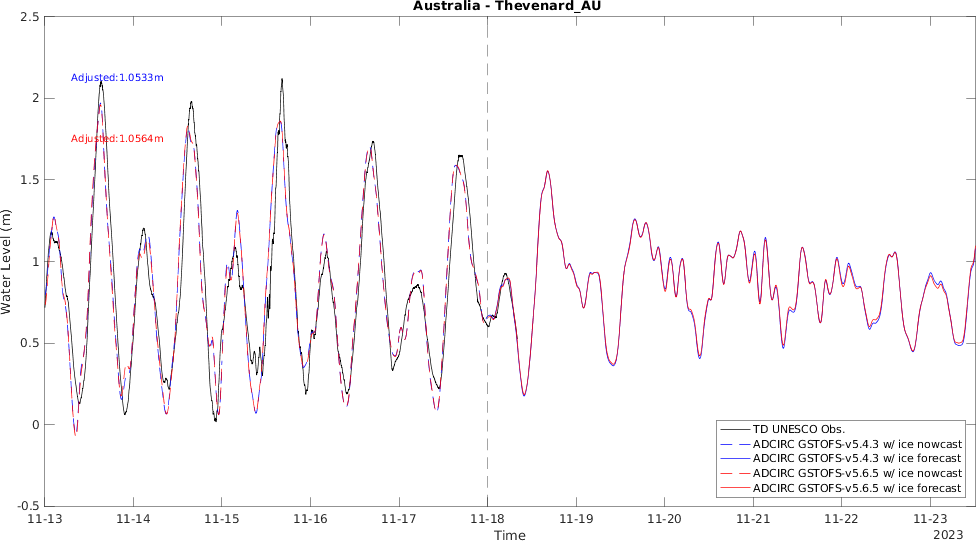 Australia - Thevenard_AU
2.5
2
1.5
1
0.5
0
-0.5
Water Level (m)
Adjusted:1.0533m
Adjusted:1.0564m
TD UNESCO Obs.
ADCIRC GSTOFS-v5.4.3 w/ ice nowcast
ADCIRC GSTOFS-v5.4.3 w/ ice forecast
ADCIRC GSTOFS-v5.6.5 w/ ice nowcast
ADCIRC GSTOFS-v5.6.5 w/ ice forecast
11-13 11-14 11-15 11-16 11-17 11-18 11-19 11-20 11-21 11-22 11-23
Time
2023